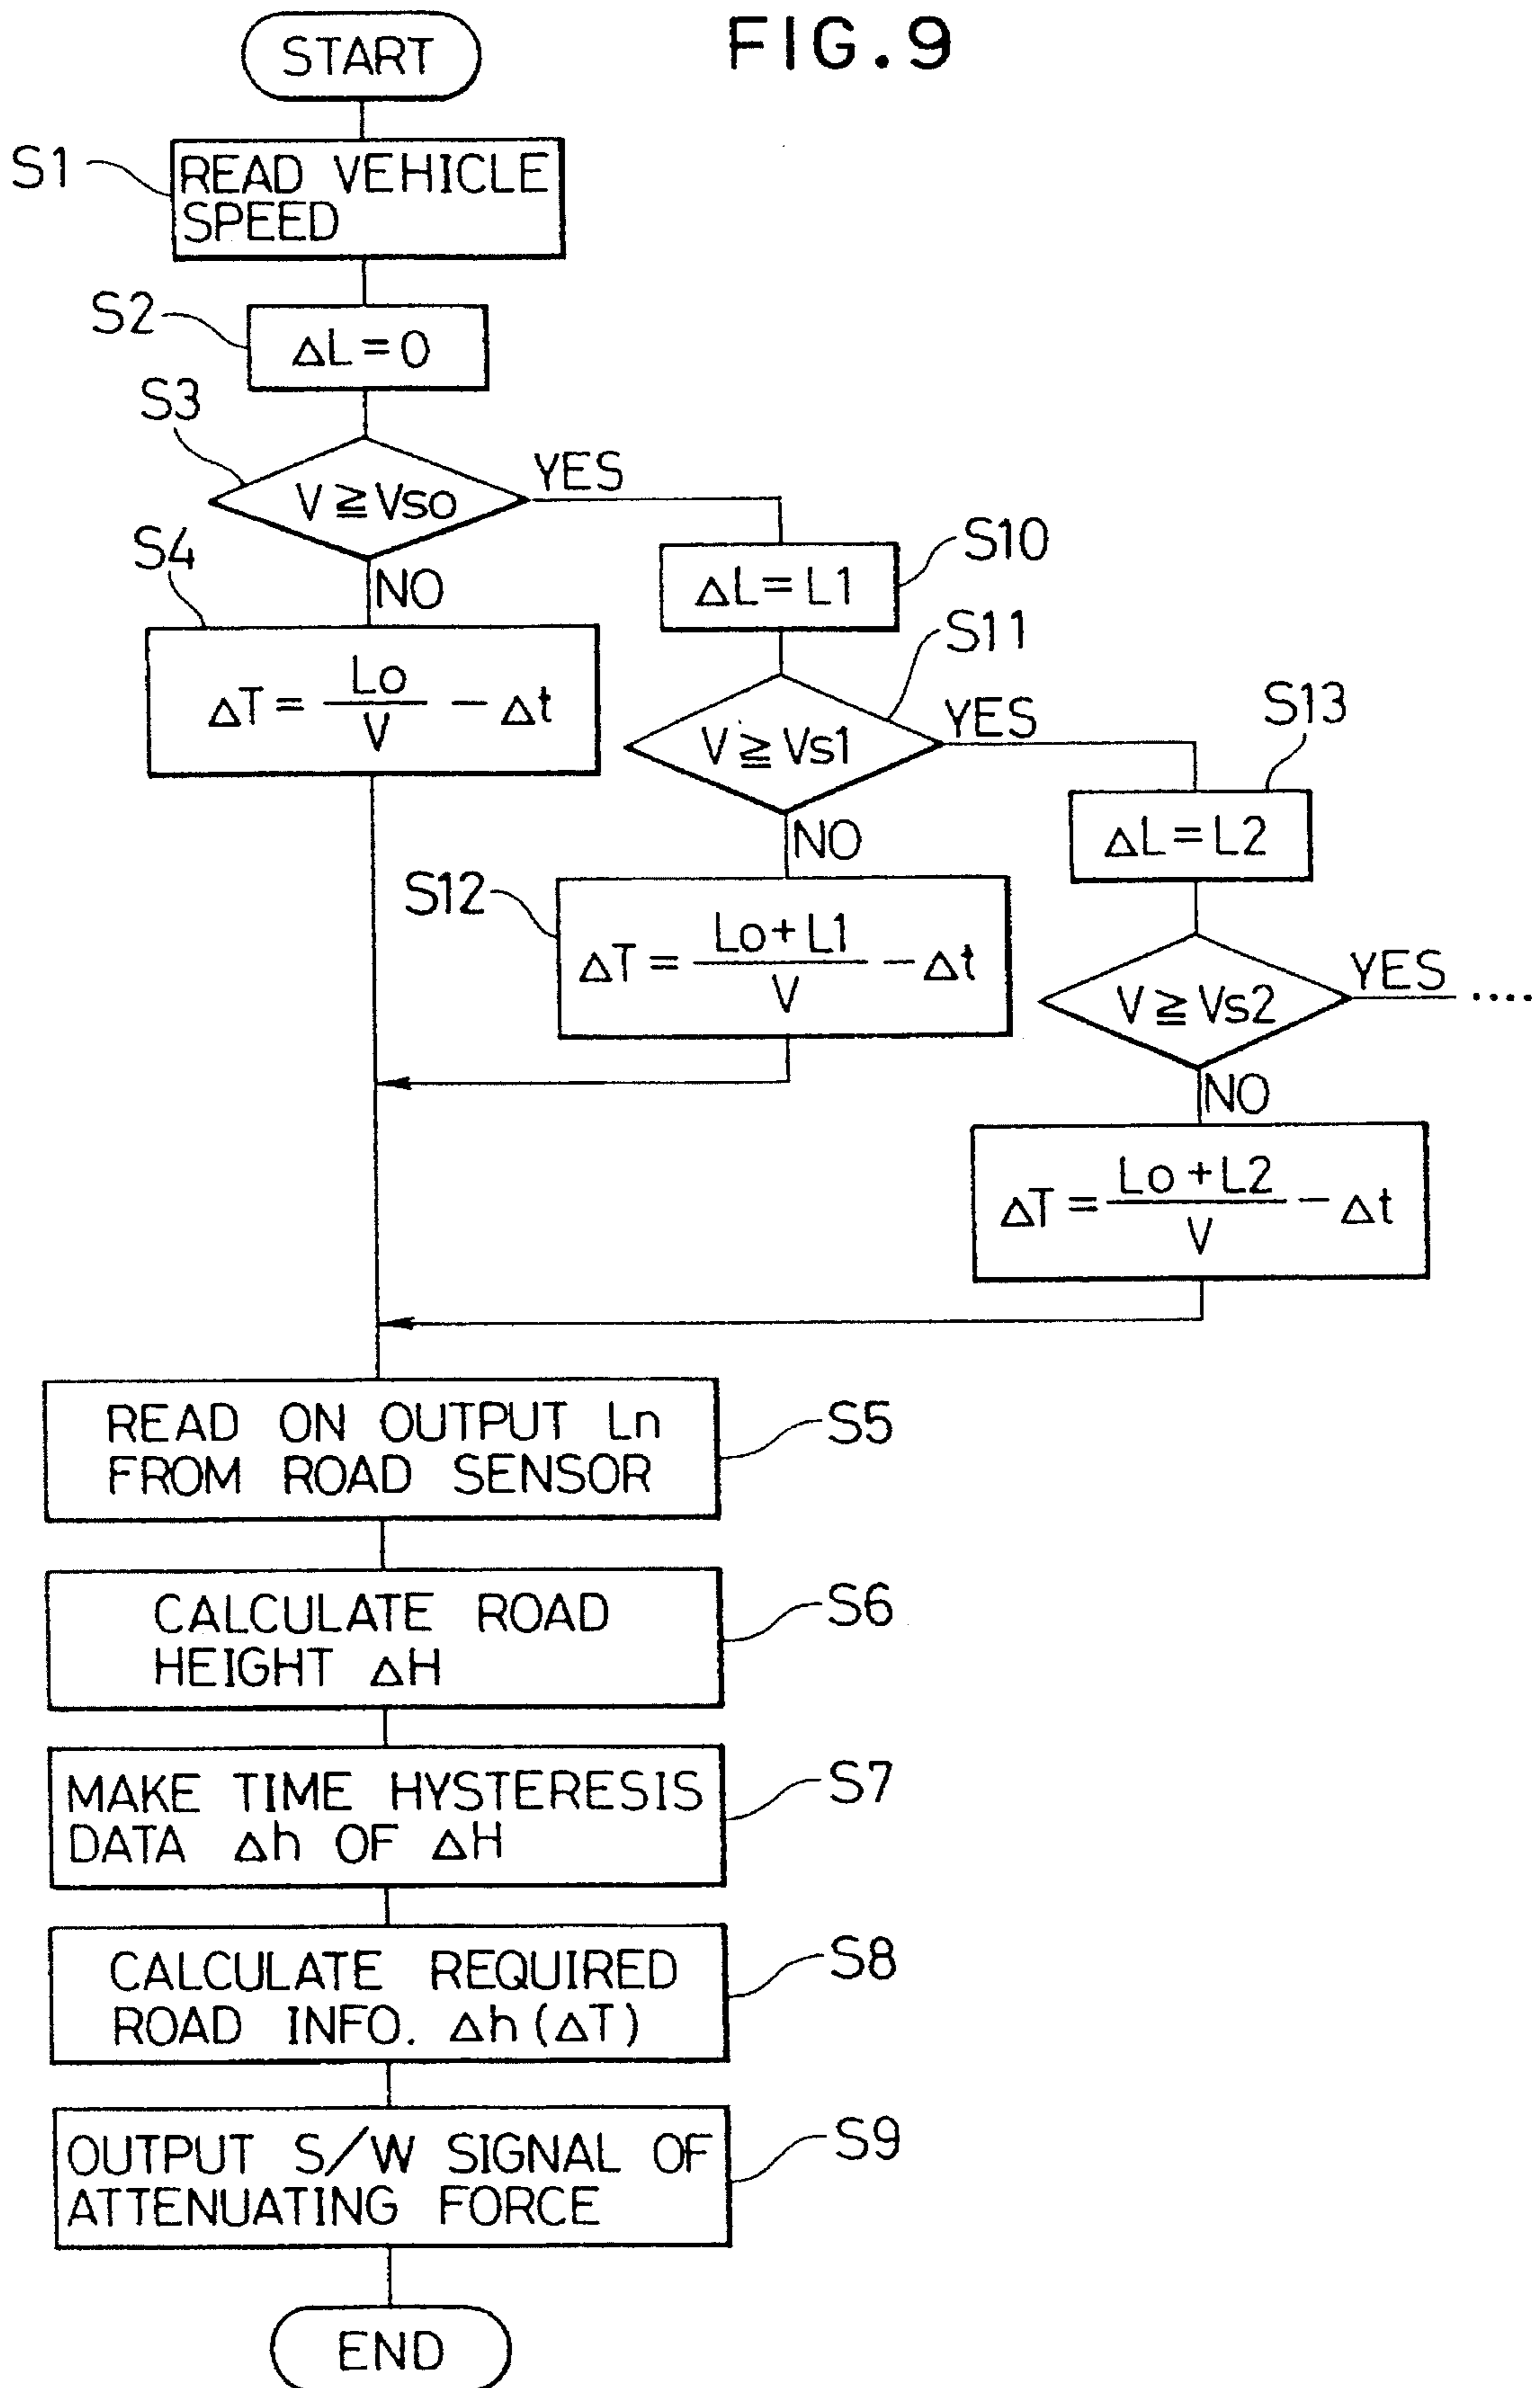 FIG.9
START
S1
READ VEHICLE
SPEED
S2
ΔL=0
S3
V≧Vso
YES
NO
S4
ΔT= Lo/V -Δt
S10
ΔL=L1
S11
V≧Vs1
YES
NO
S12
ΔT= Lo+L1/V -Δt
S13
ΔL=L2
V≧Vs2
YES ....
NO
ΔT= Lo+L2/V -Δt
READ ON OUTPUT Ln
FROM ROAD SENSOR
S5
CALCULATE ROAD
HEIGHT ΔH
S6
MAKE TIME HYSTERESIS
DATA Δh OF ΔH
S7
CALCULATE REQUIRED
ROAD INFO. Δh(ΔT)
S8
OUTPUT S/W SIGNAL OF
ATTENUATING FORCE
S9
END